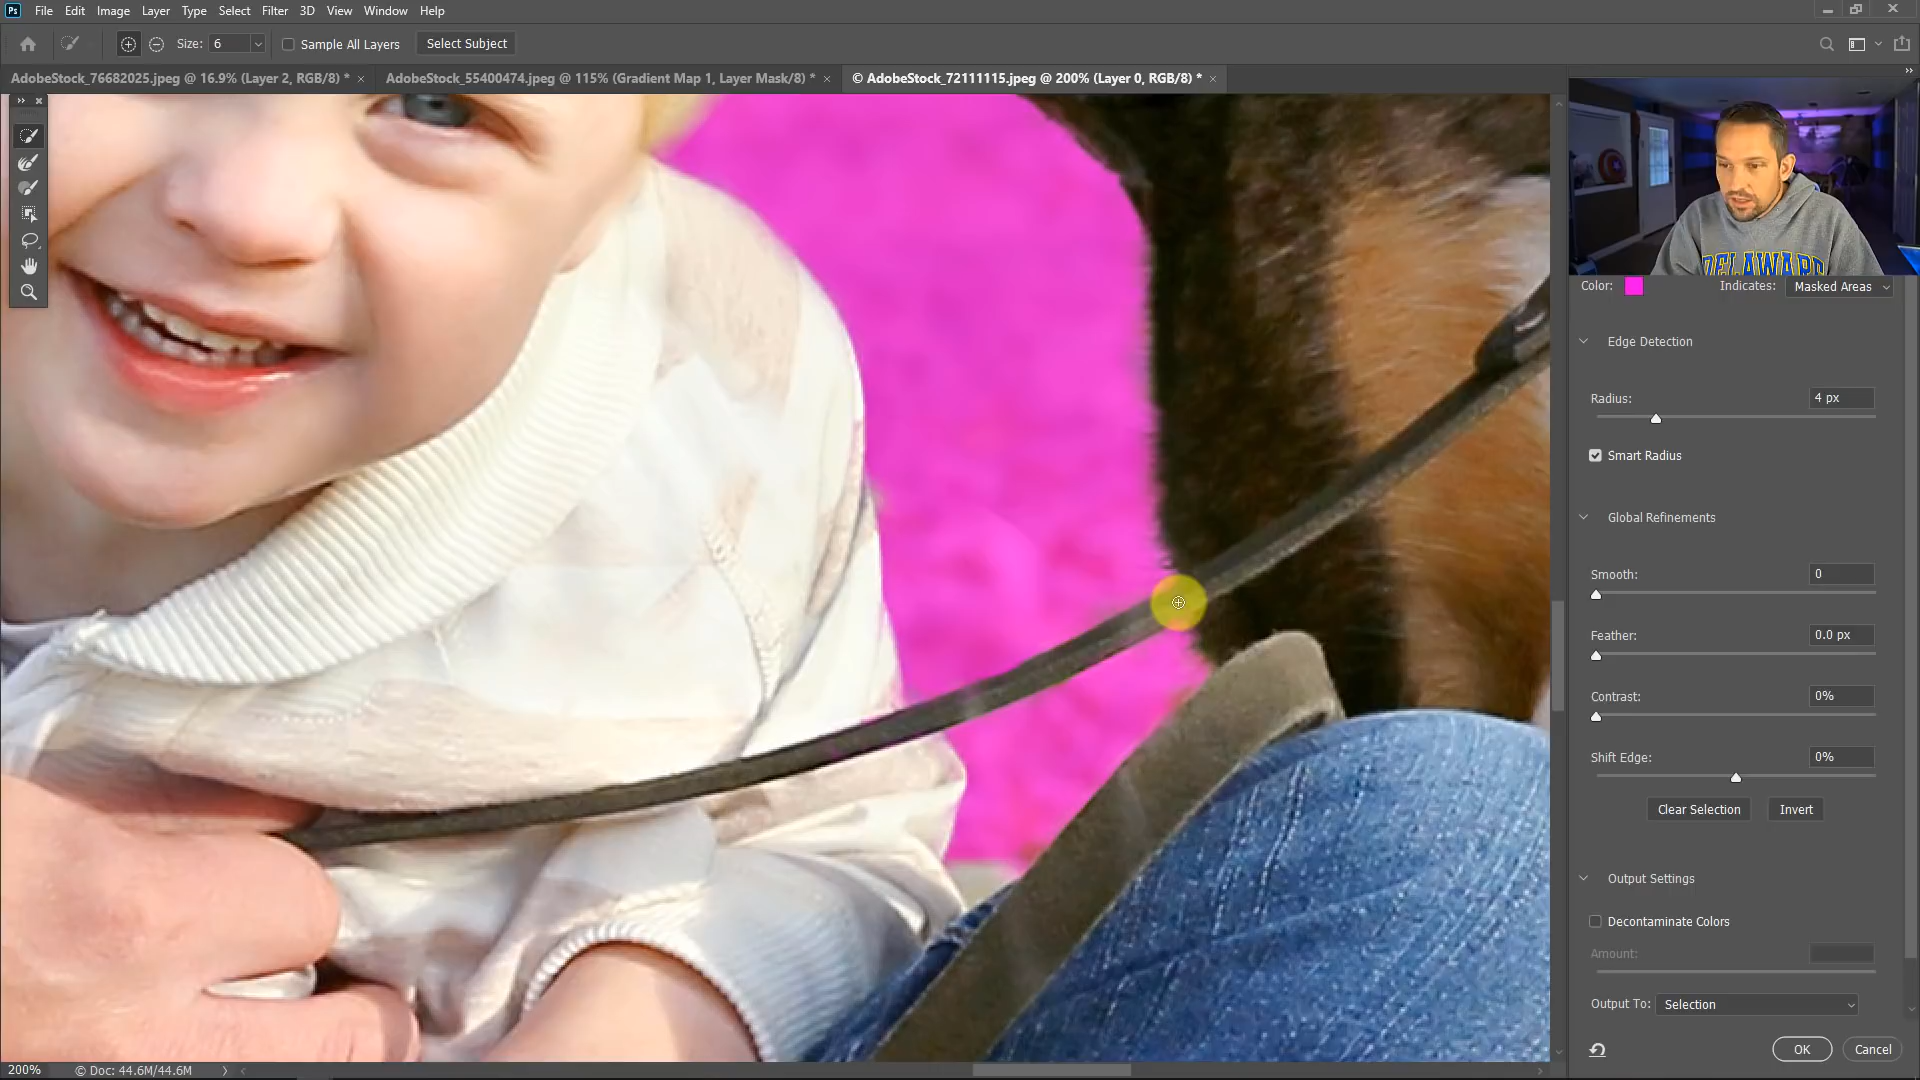 Ps File Edit Image Layer Type Select Filter 3D View Window Help
Size: 6 Sample All Layers Select Subject
AdobeStock_76682025.jpeg @ 16.9% (Layer 2, RGB/8) * × AdobeStock_55400474.jpeg @ 115% (Gradient Map 1, Layer Mask/8) * × © AdobeStock_72111115.jpeg @ 200% (Layer 0, RGB/8) * ×
DELAWARE
Color: Indicates: Masked Areas
Edge Detection
Radius: 4 px
Smart Radius
Global Refinements
Smooth: 0
Feather: 0.0 px
Contrast: 0%
Shift Edge: 0%
Clear Selection Invert
Output Settings
Decontaminate Colors
Amount:
Output To: Selection
OK Cancel
200% © Doc: 44.6M/44.6M